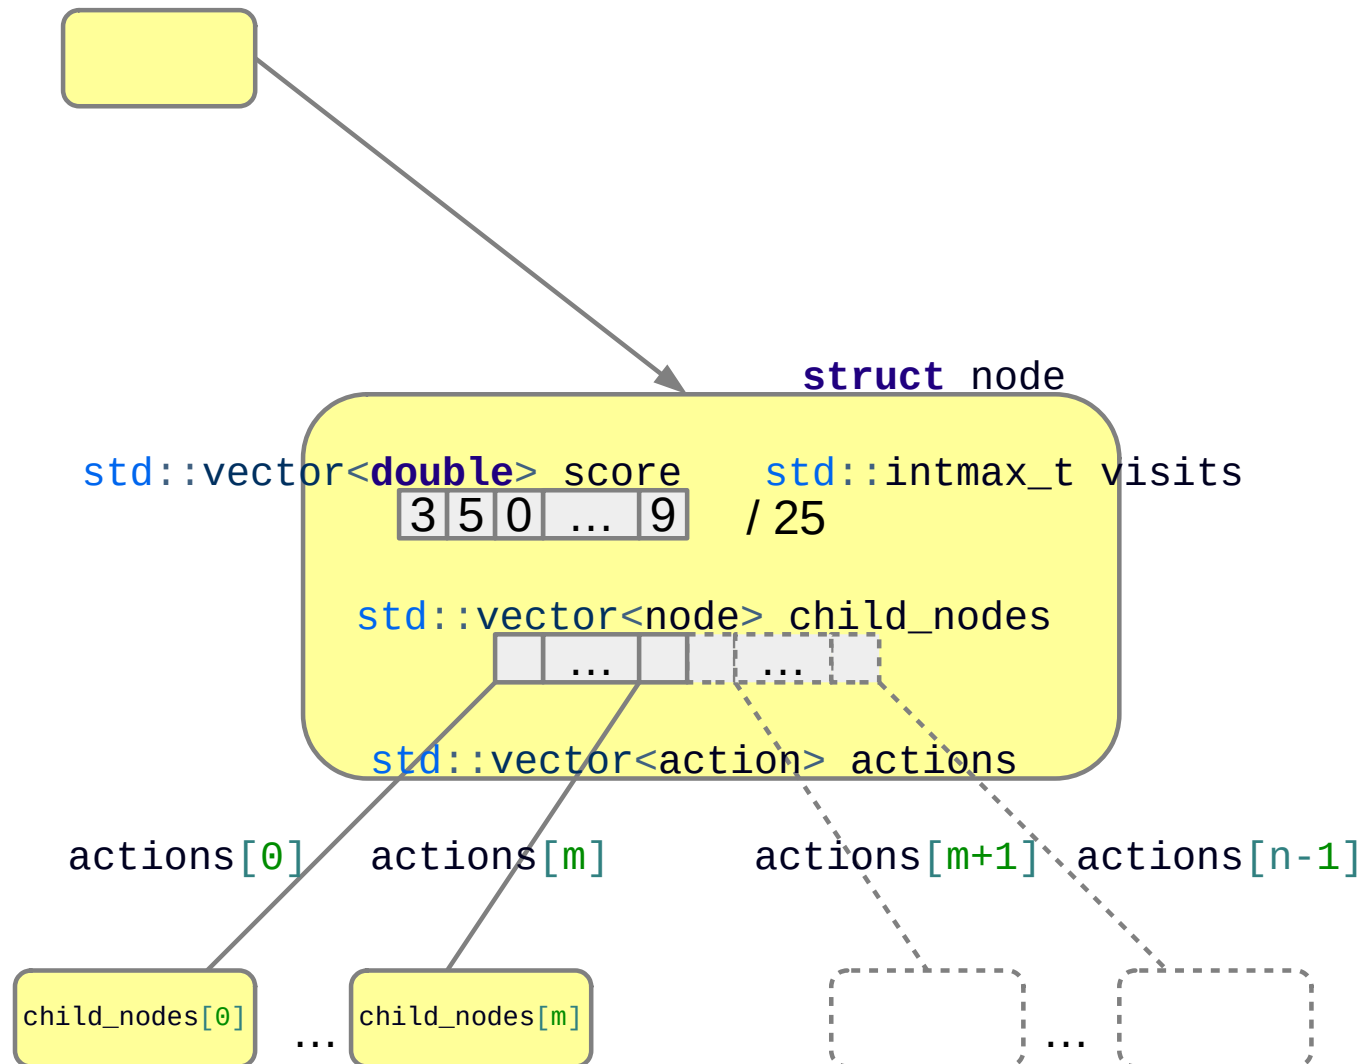 struct node
std::vector<double> score std::intmax_t visits
3 5 0 ... 9 / 25
std::vector<node> child_nodes
... ...
std::vector<action> actions
actions[0] actions[m] actions[m+1] actions[n-1]
child_nodes[0] ... child_nodes[m] ...